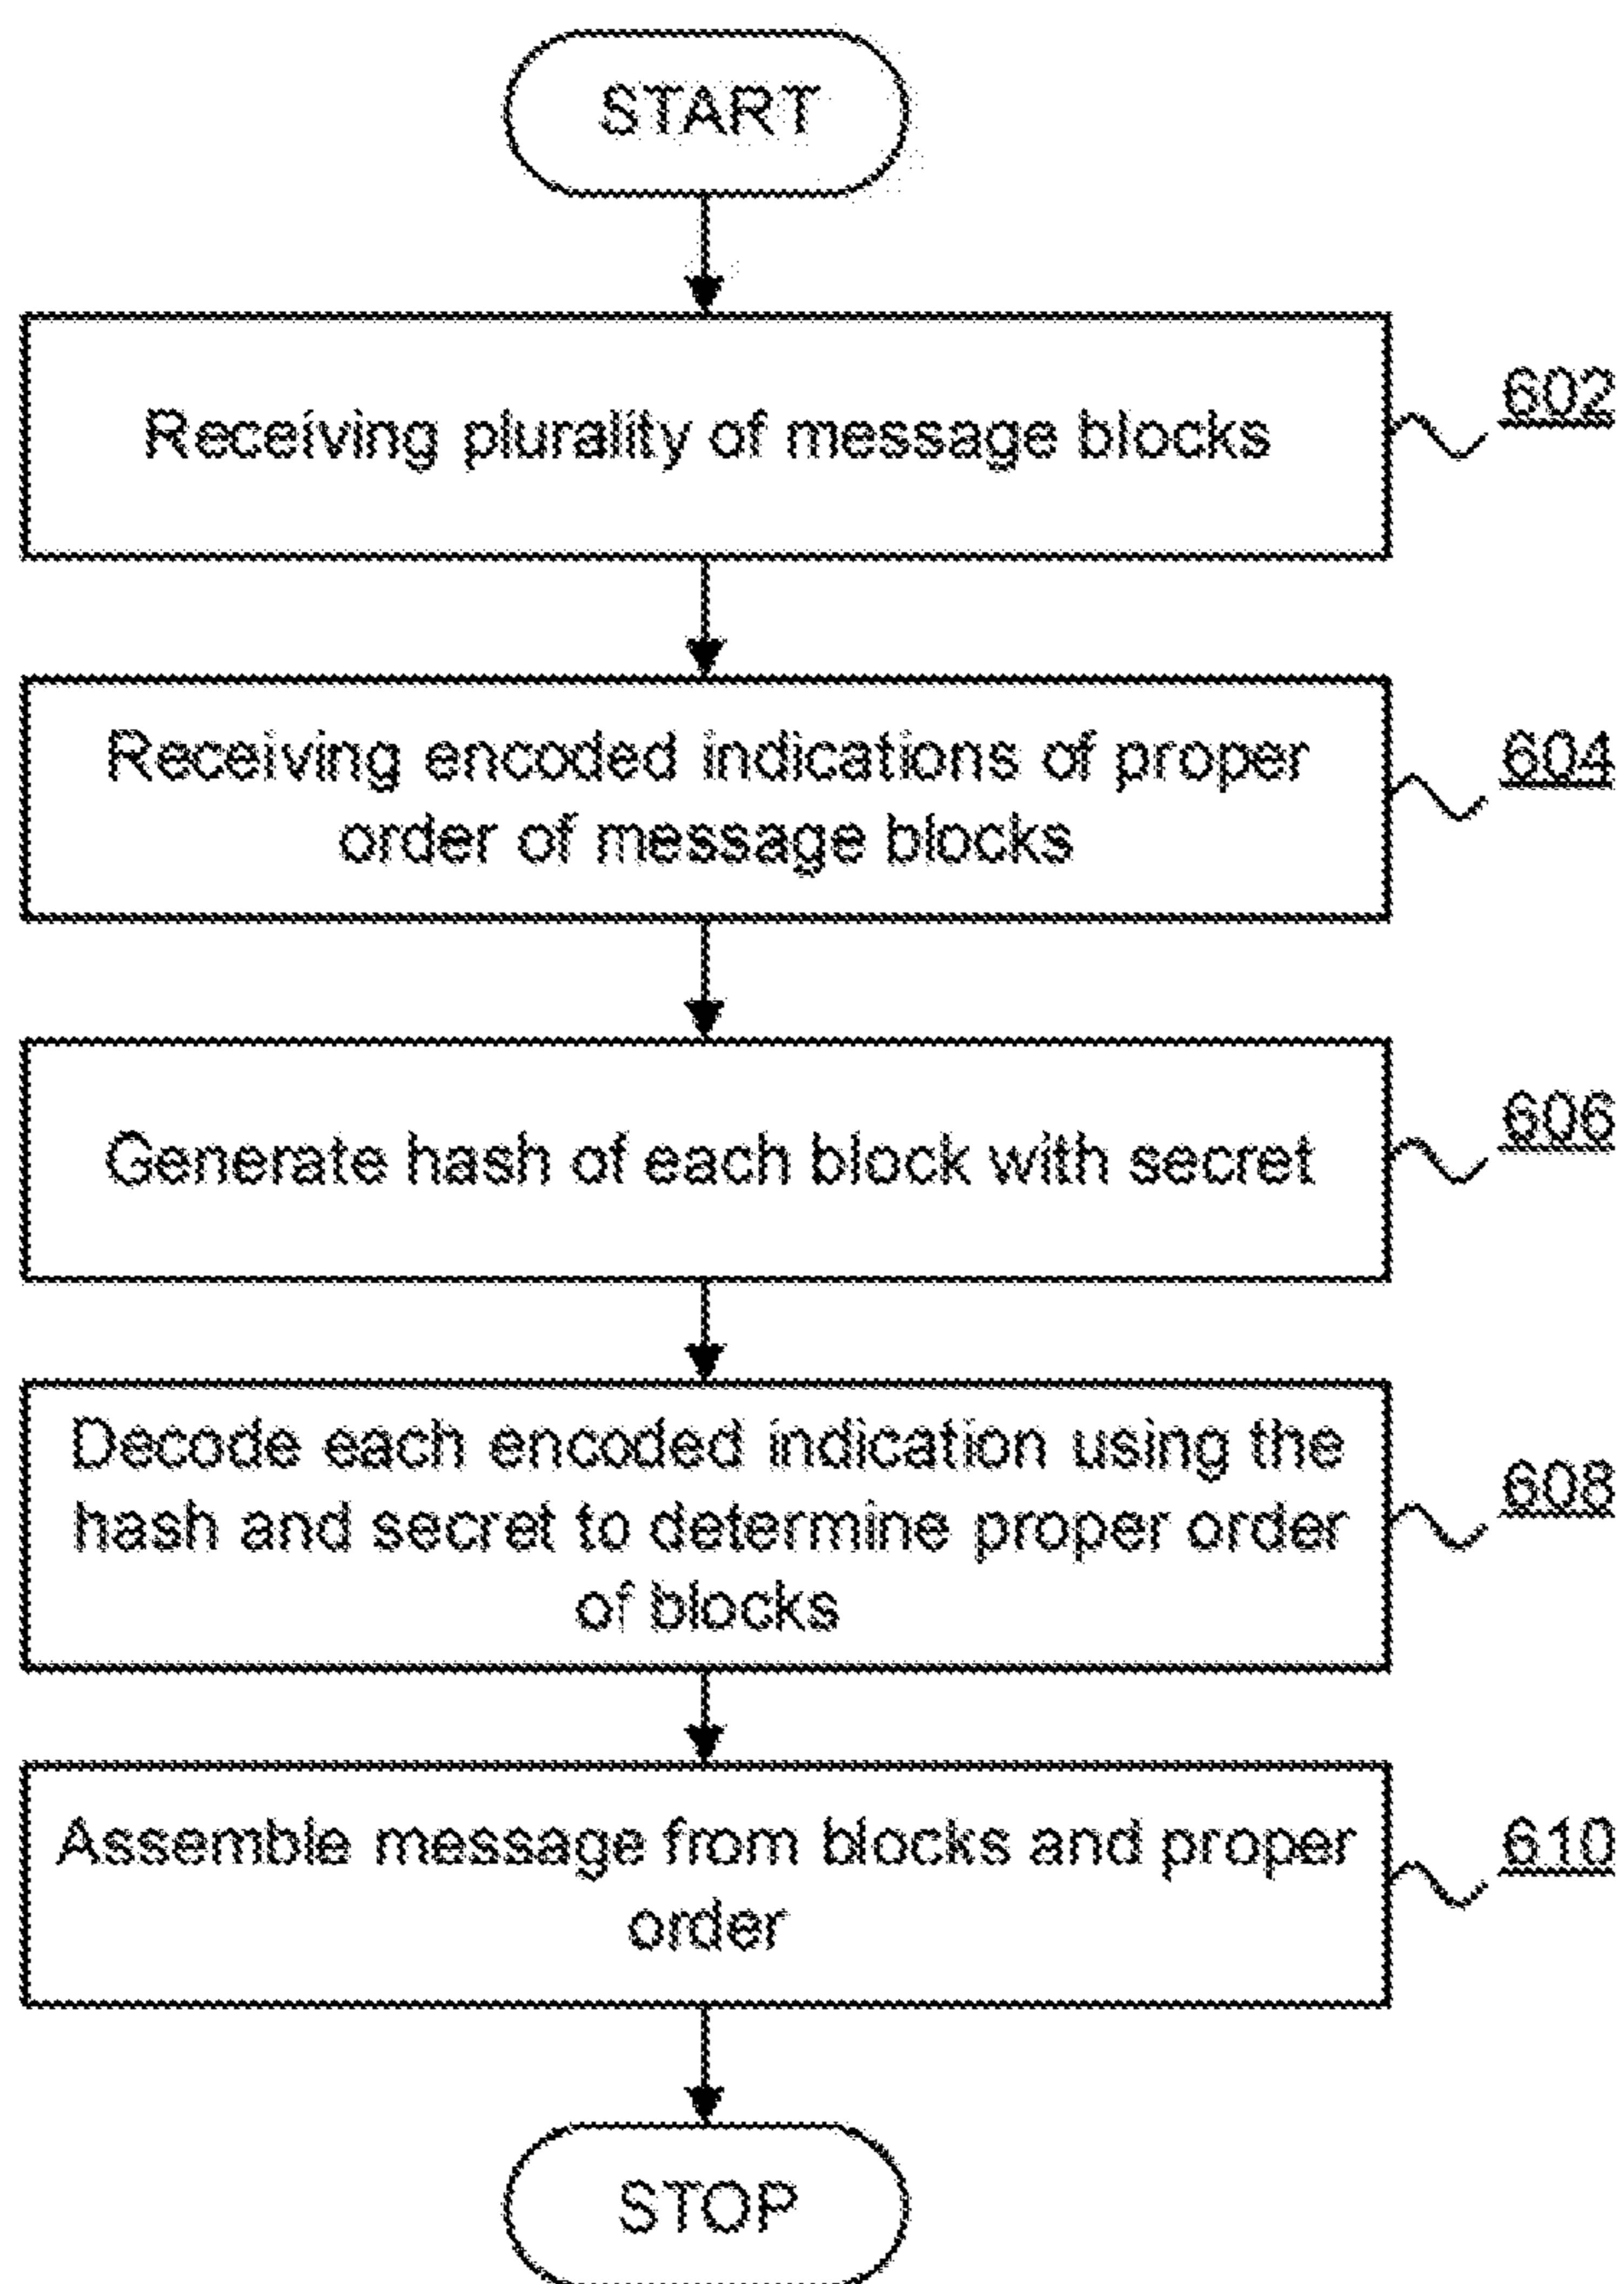 START
Receiving plurality of message blocks
602
Receiving encoded indications of proper
order of message blocks
604
Generate hash of each block with secret
606
Decode each encoded indication using the
hash and secret to determine proper order
of blocks
608
Assemble message from blocks and proper
order
610
STOP